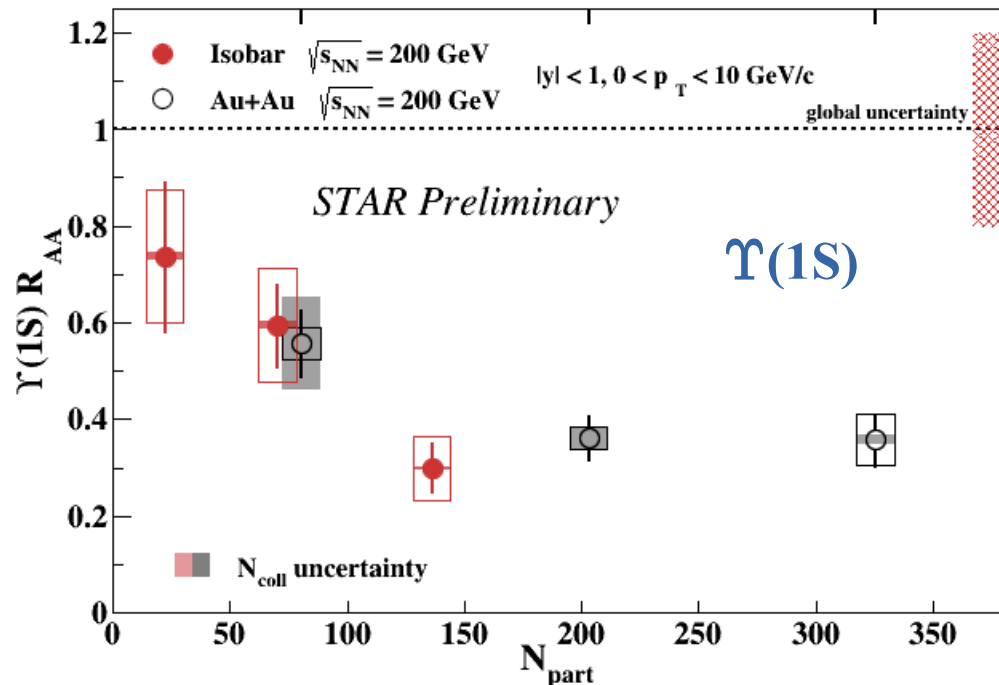 Isobar √s_NN = 200 GeV
Au+Au √s_NN = 200 GeV
|y| < 1, 0 < p_T < 10 GeV/c
global uncertainty
STAR Preliminary
ϒ(1S)
N_coll uncertainty
ϒ(1S) R_AA
1.2
1
0.8
0.6
0.4
0.2
0
0 50 100 150 200 250 300 350
N_part